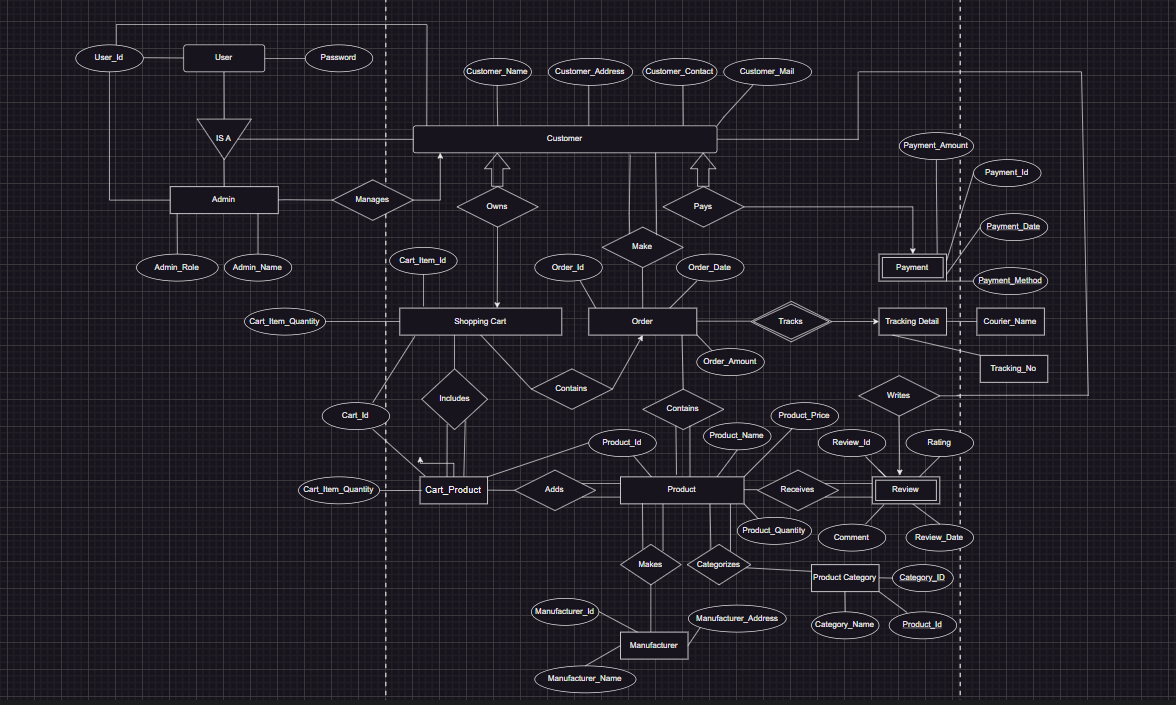 User_Id
User
Password
Customer_Name
Customer_Address
Customer_Contact
Customer_Mail
IS A
Customer
Payment_Amount
Payment_Id
Admin
Manages
Owns
Pays
Payment_Date
Make
Admin_Role
Admin_Name
Cart_Item_Id
Order_Id
Order_Date
Payment
Payment_Method
Cart_Item_Quantity
Shopping Cart
Order
Tracks
Tracking Detail
Courier_Name
Order_Amount
Tracking_No
Contains
Includes
Writes
Contains
Cart_Id
Product_Price
Product_Id
Product_Name
Review_Id
Rating
Cart_Item_Quantity
Cart_Product
Adds
Product
Receives
Review
Product_Quantity
Comment
Review_Date
Makes
Categorizes
Product Category
Category_ID
Manufacturer_Id
Manufacturer_Address
Category_Name
Product_Id
Manufacturer
Manufacturer_Name